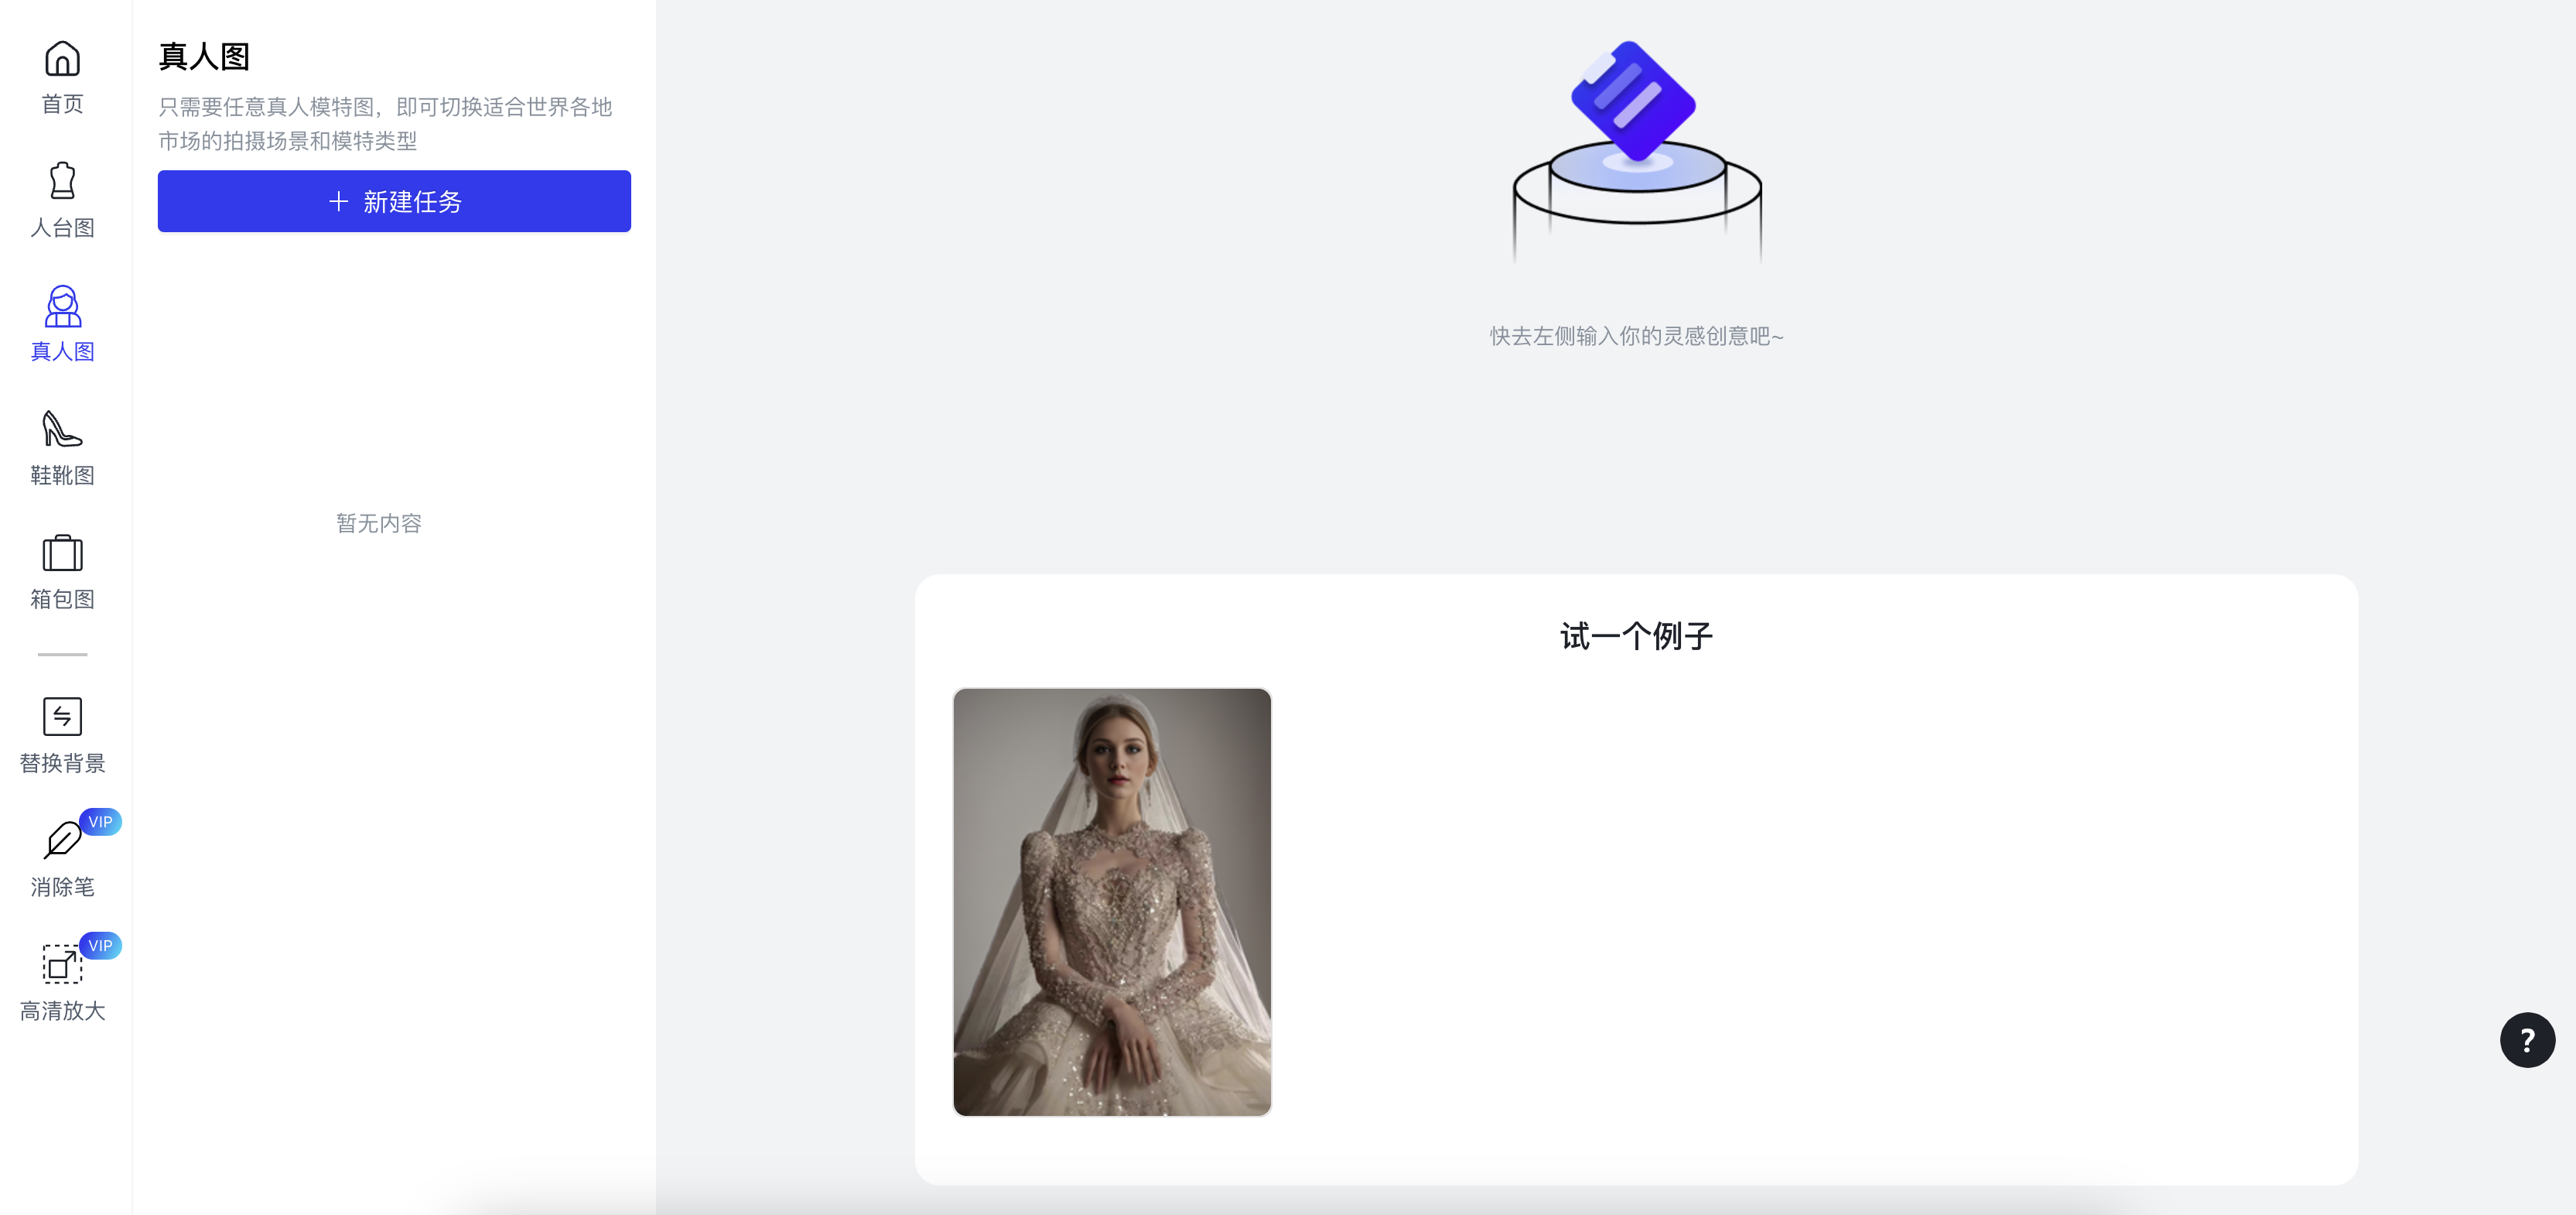 首页
人台图
真人图
鞋靴图
箱包图
替换背景
VIP
消除笔
VIP
高清放大
真人图
只需要任意真人模特图，即可切换适合世界各地
市场的拍摄场景和模特类型
+ 新建任务
暂无内容
快去左侧输入你的灵感创意吧~
试一个例子
?